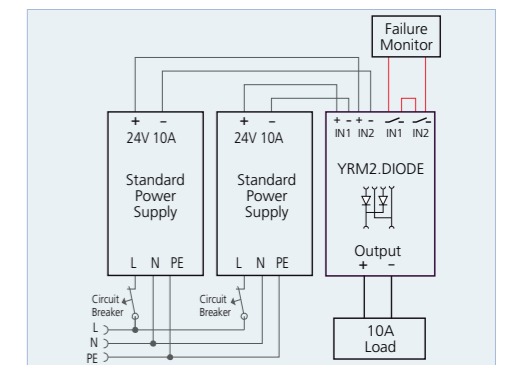 Failure
Monitor
+ –
24V 10A
Standard
Power
Supply
L N PE
+ –
24V 10A
Standard
Power
Supply
L N PE
+ – + –
IN1 IN2 IN1 IN2
YRM2.DIODE
Output
+ –
Circuit
Breaker
Circuit
Breaker
L
N
PE
10A
Load